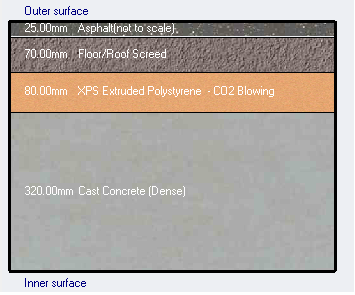 Outer surface
25.00mm Asphalt(not to scale)
70.00mm Floor/Roof Screed
80.00mm XPS Extruded Polystyrene - CO2 Blowing
320.00mm Cast Concrete (Dense)
Inner surface